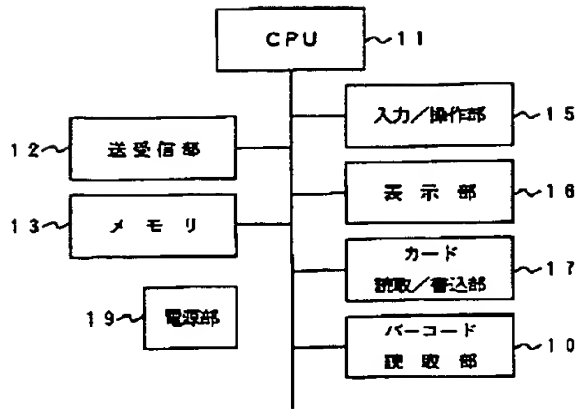 CPU
11
入力/操作部
15
12
送受信部
表示部
16
13
メモリ
カード
読取/書込部
17
19
電源部
バーコード
読取部
10